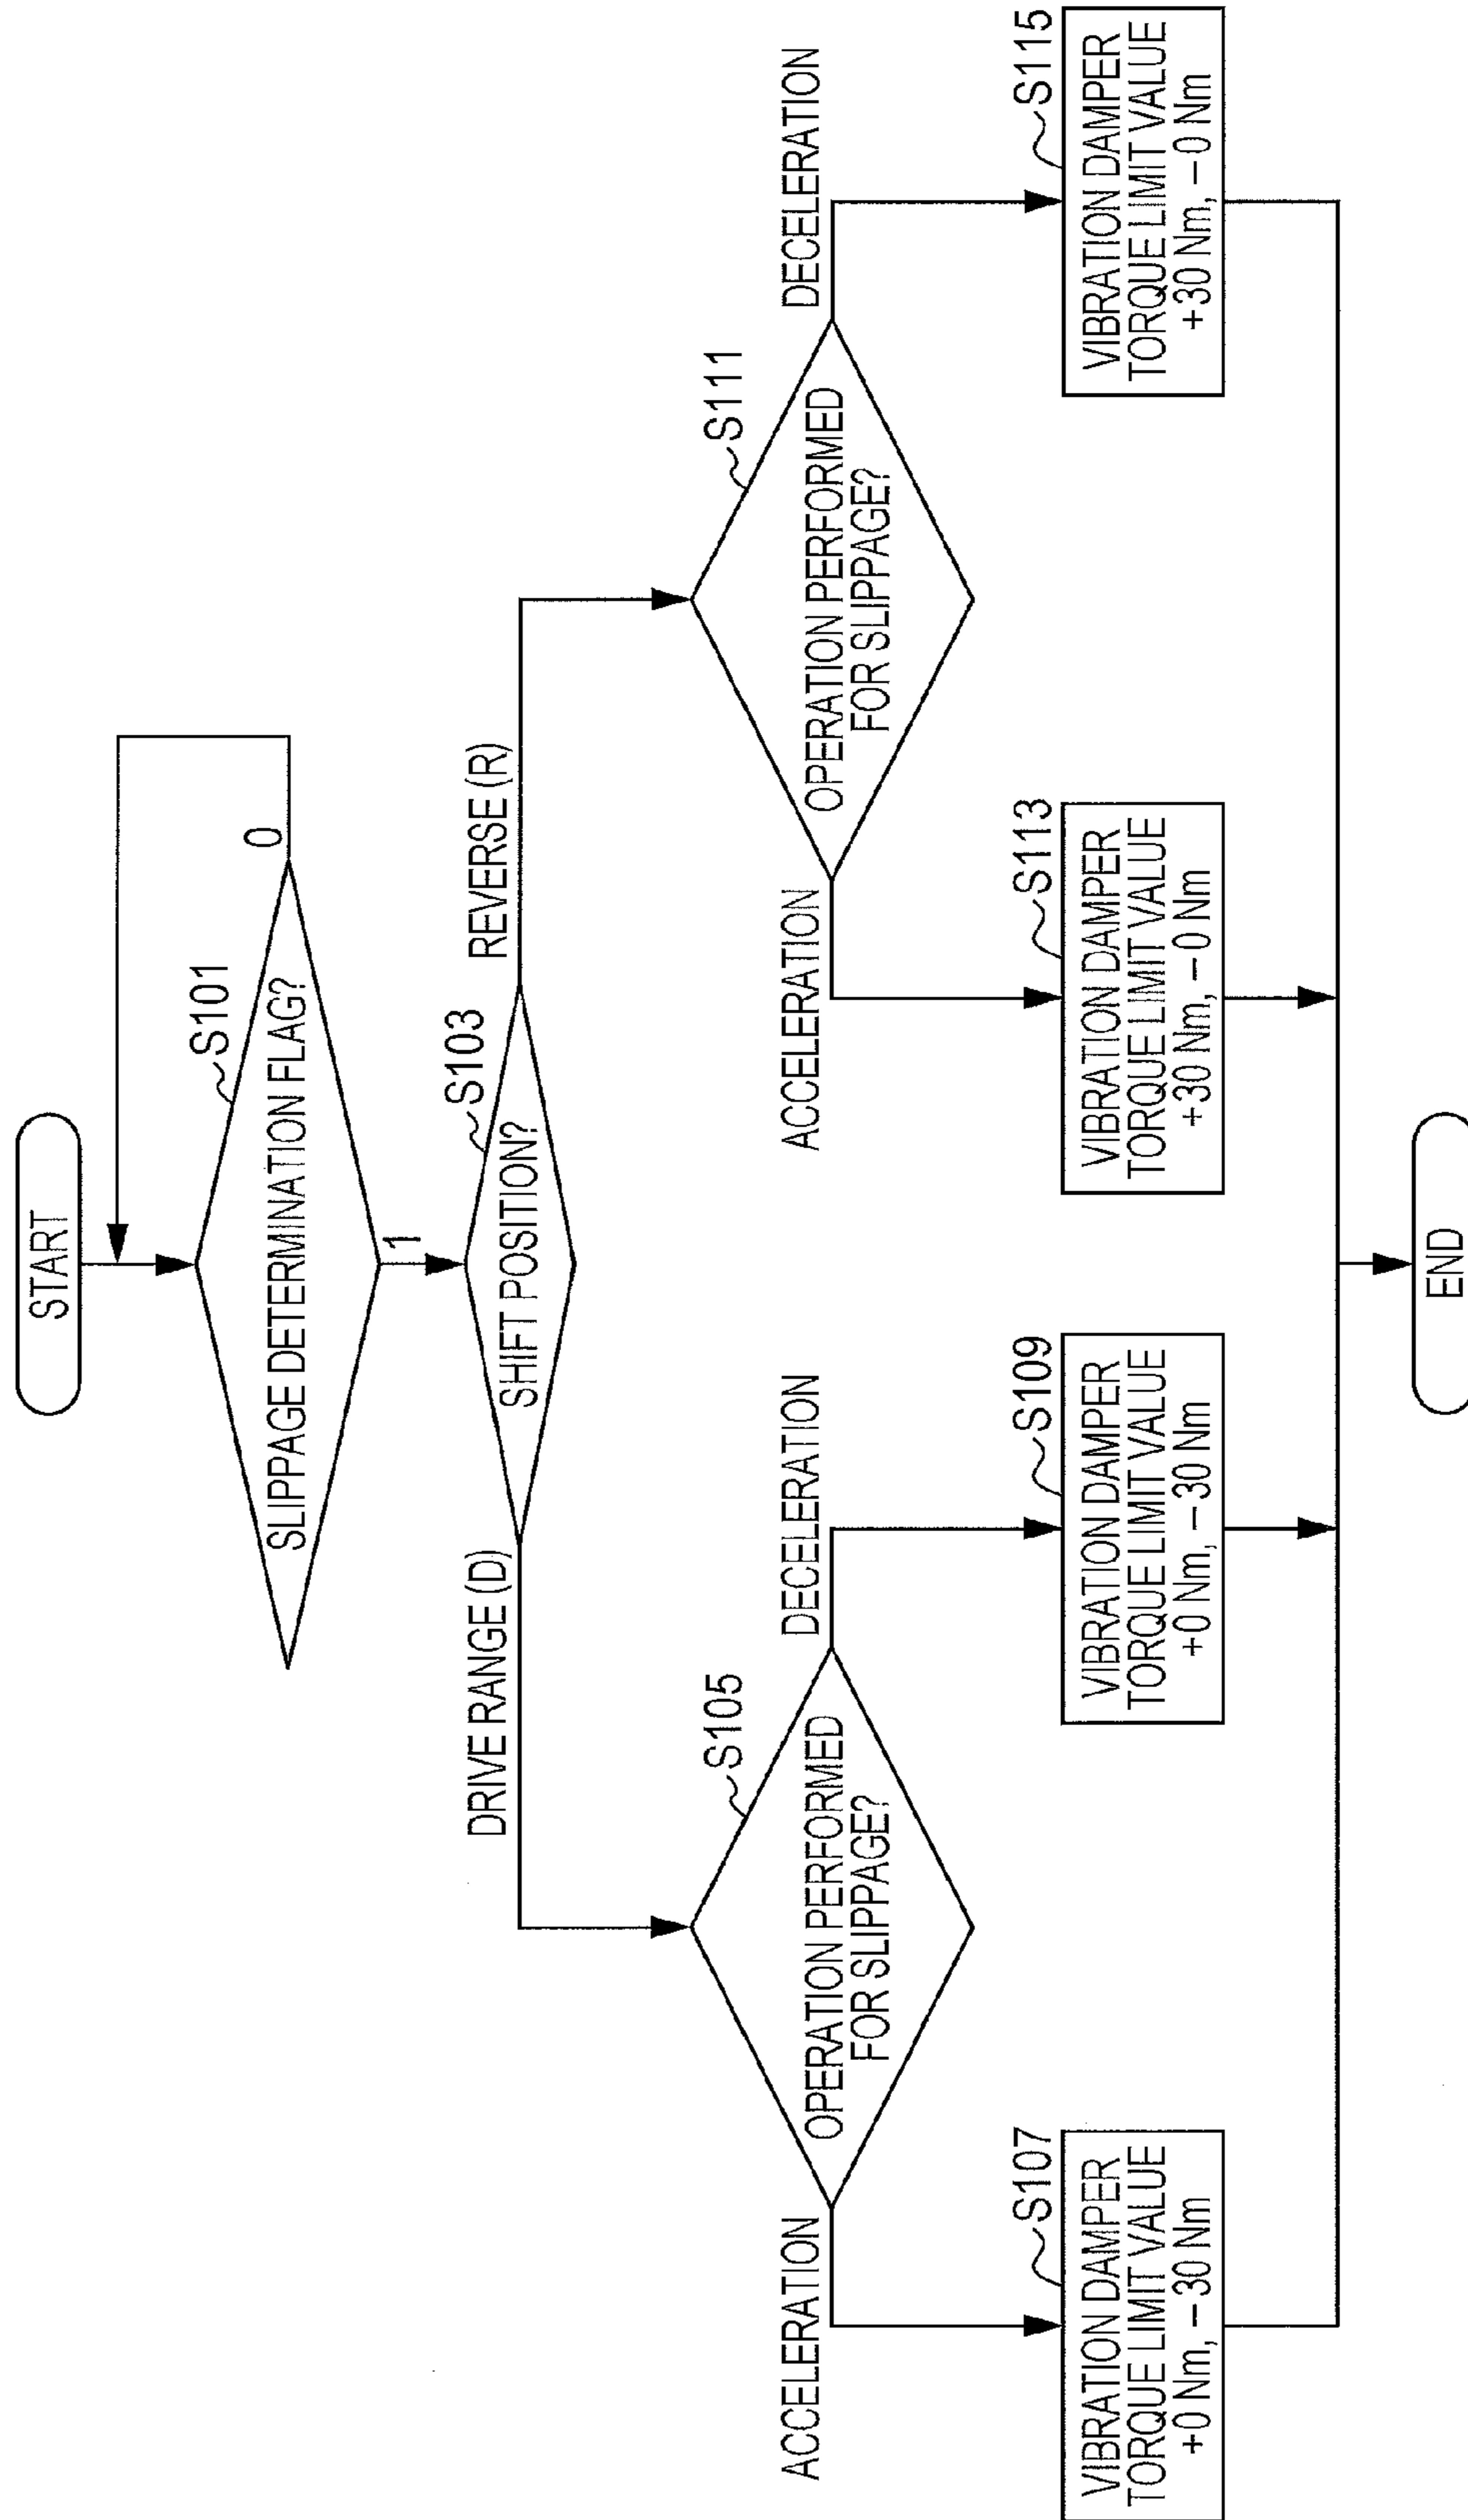 START
S101
SLIPPAGE DETERMINATION FLAG?
0
1
S103
SHIFT POSITION?
DRIVE RANGE (D)
REVERSE (R)
S105
OPERATION PERFORMED
FOR SLIPPAGE?
S111
OPERATION PERFORMED
FOR SLIPPAGE?
ACCELERATION
DECELERATION
ACCELERATION
DECELERATION
S107
VIBRATION DAMPER
TORQUE LIMIT VALUE
+0 Nm, −30 Nm
S109
VIBRATION DAMPER
TORQUE LIMIT VALUE
+0 Nm, −30 Nm
S113
VIBRATION DAMPER
TORQUE LIMIT VALUE
+30 Nm, −0 Nm
S115
VIBRATION DAMPER
TORQUE LIMIT VALUE
+30 Nm, −0 Nm
END